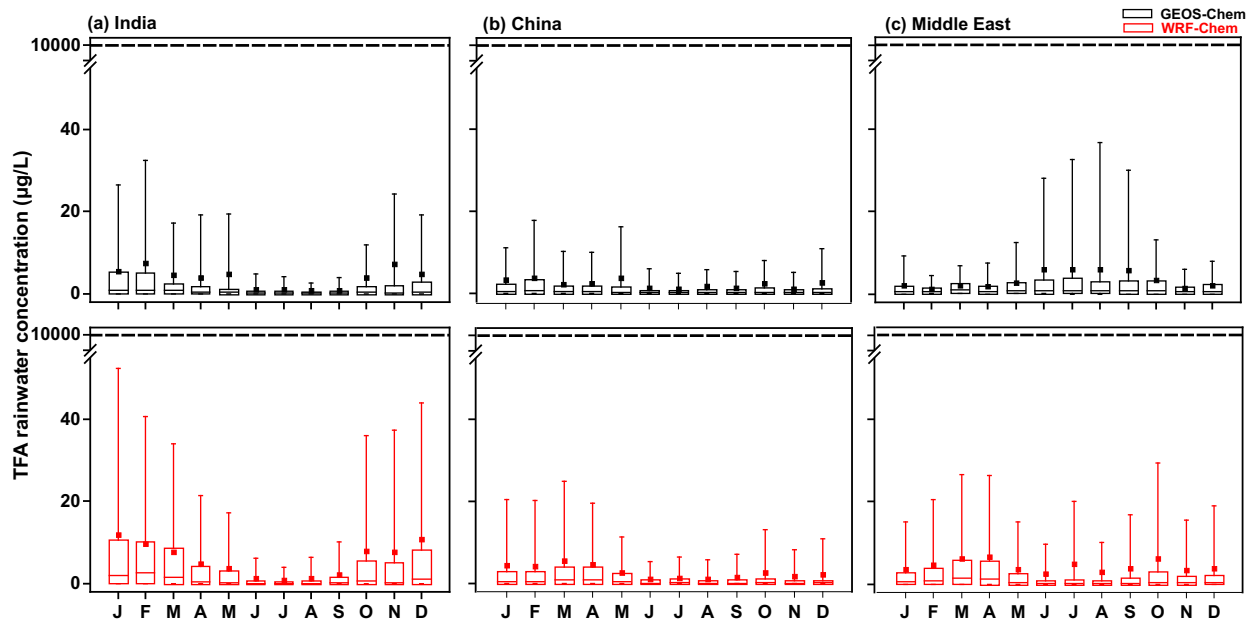 (a) India
(b) China
(c) Middle East
GEOS-Chem
WRF-Chem
TFA rainwater concentration (µg/L)
10000
40
20
0
10000
40
20
0
J F M A M J J A S O N D
J F M A M J J A S O N D
J F M A M J J A S O N D